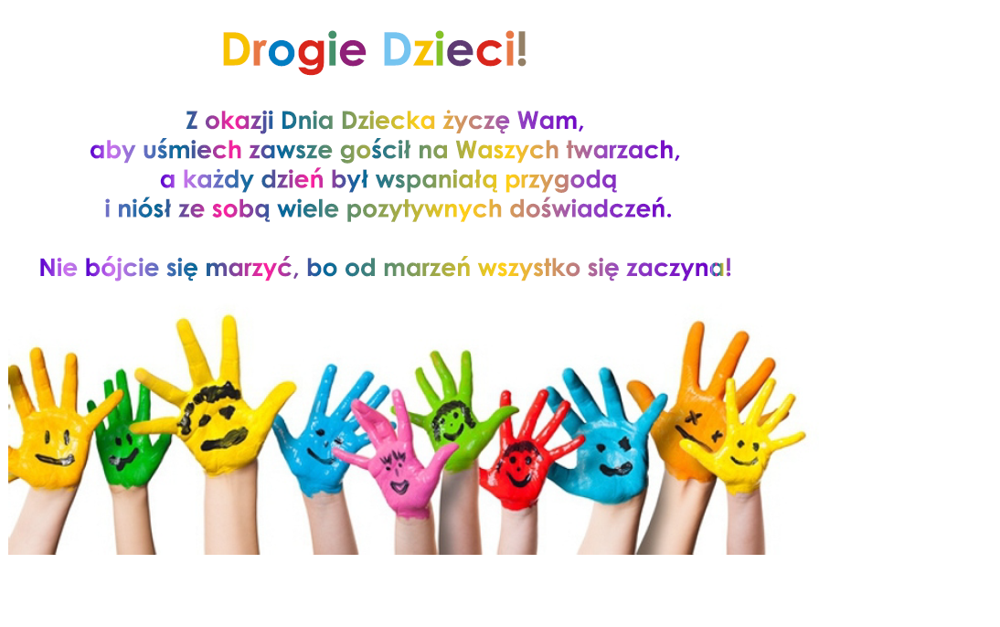 Drogie Dzieci!
Z okazji Dnia Dziecka życzę Wam,
aby uśmiech zawsze gościł na Waszych twarzach,
a każdy dzień był wspaniałą przygodą
i niósł ze sobą wiele pozytywnych doświadczeń.
Nie bójcie się marzyć, bo od marzeń wszystko się zaczyna!